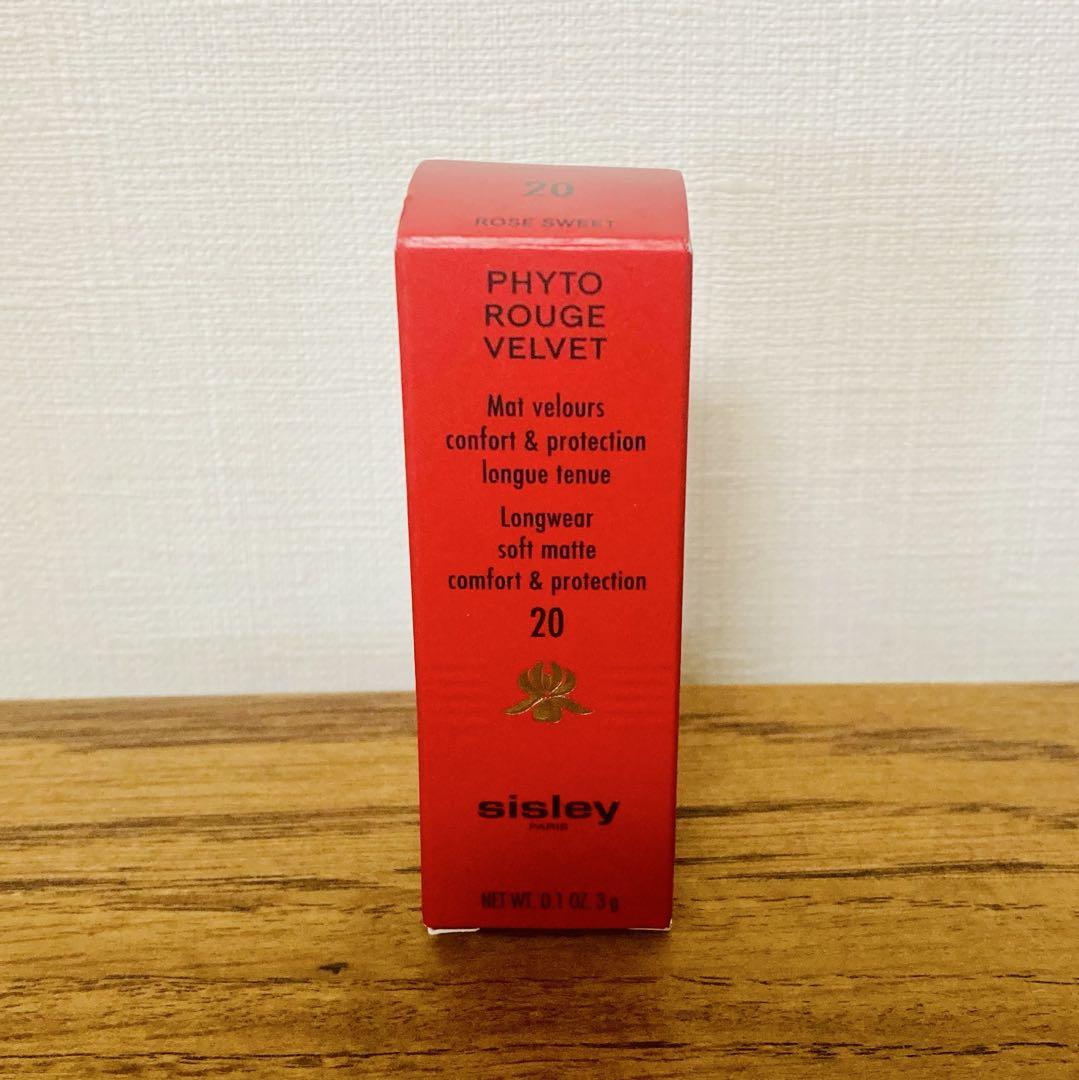 20
ROSE SWEET
PHYTO
ROUGE
VELVET
Mat velours
confort & protection
longue tenue
Longwear
soft matte
comfort & protection
20
sisley
PARIS
NET WT. 0.1 OZ. 3 g